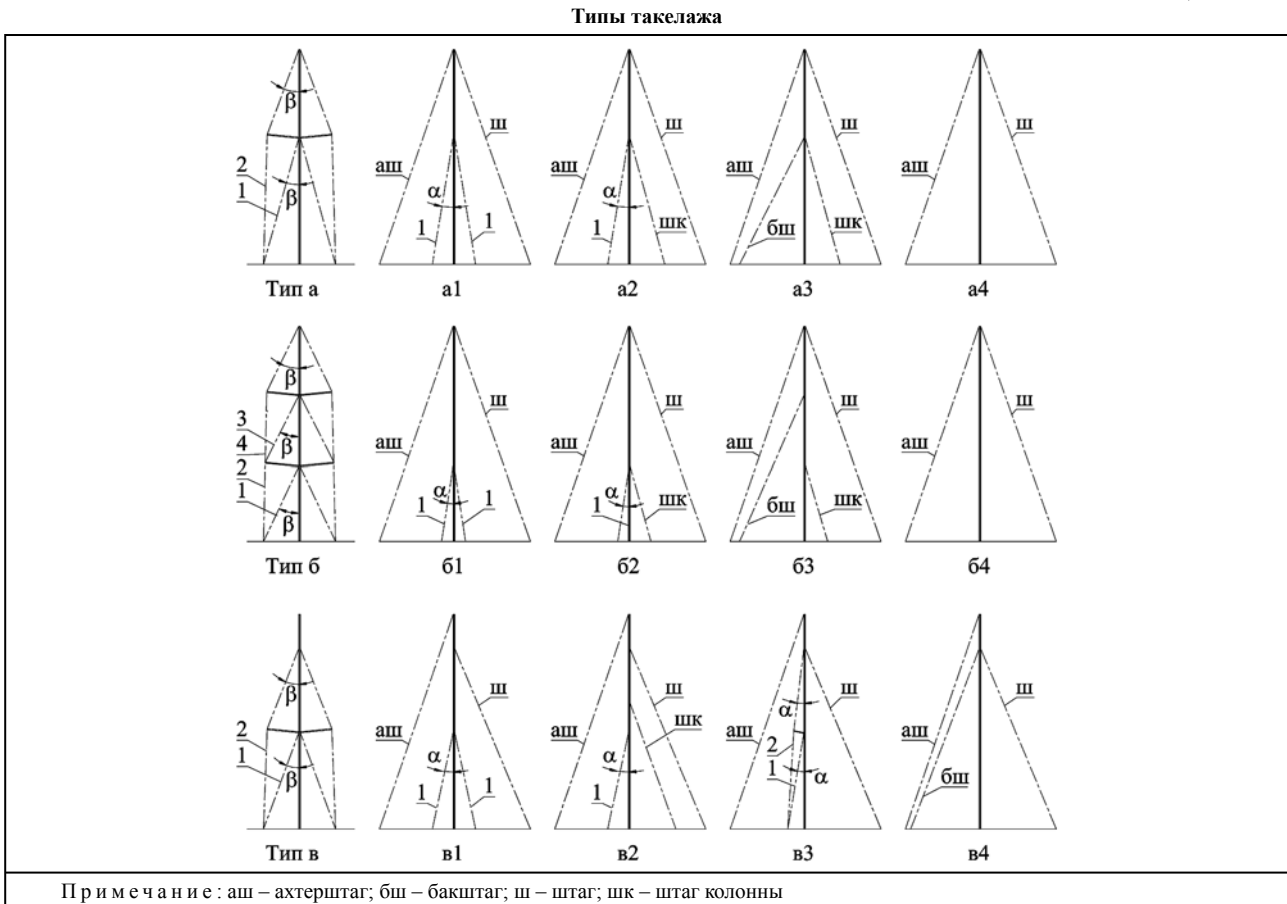 Типы такелажа
β
2
1
β
Тип а
аш
ш
α
1
1
а1
аш
ш
α
1
шк
а2
аш
ш
бш
шк
а3
аш
ш
а4
β
3
4
β
2
1
β
Тип б
аш
ш
α
1
1
б1
аш
ш
α
1
шк
б2
аш
ш
бш
шк
б3
аш
ш
б4
β
2
1
β
Тип в
аш
ш
α
1
1
в1
аш
ш
шк
α
1
в2
аш
ш
α
2
1
α
в3
аш
ш
бш
в4
Примечание: аш – ахтерштаг; бш – бакштаг; ш – штаг; шк – штаг колонны